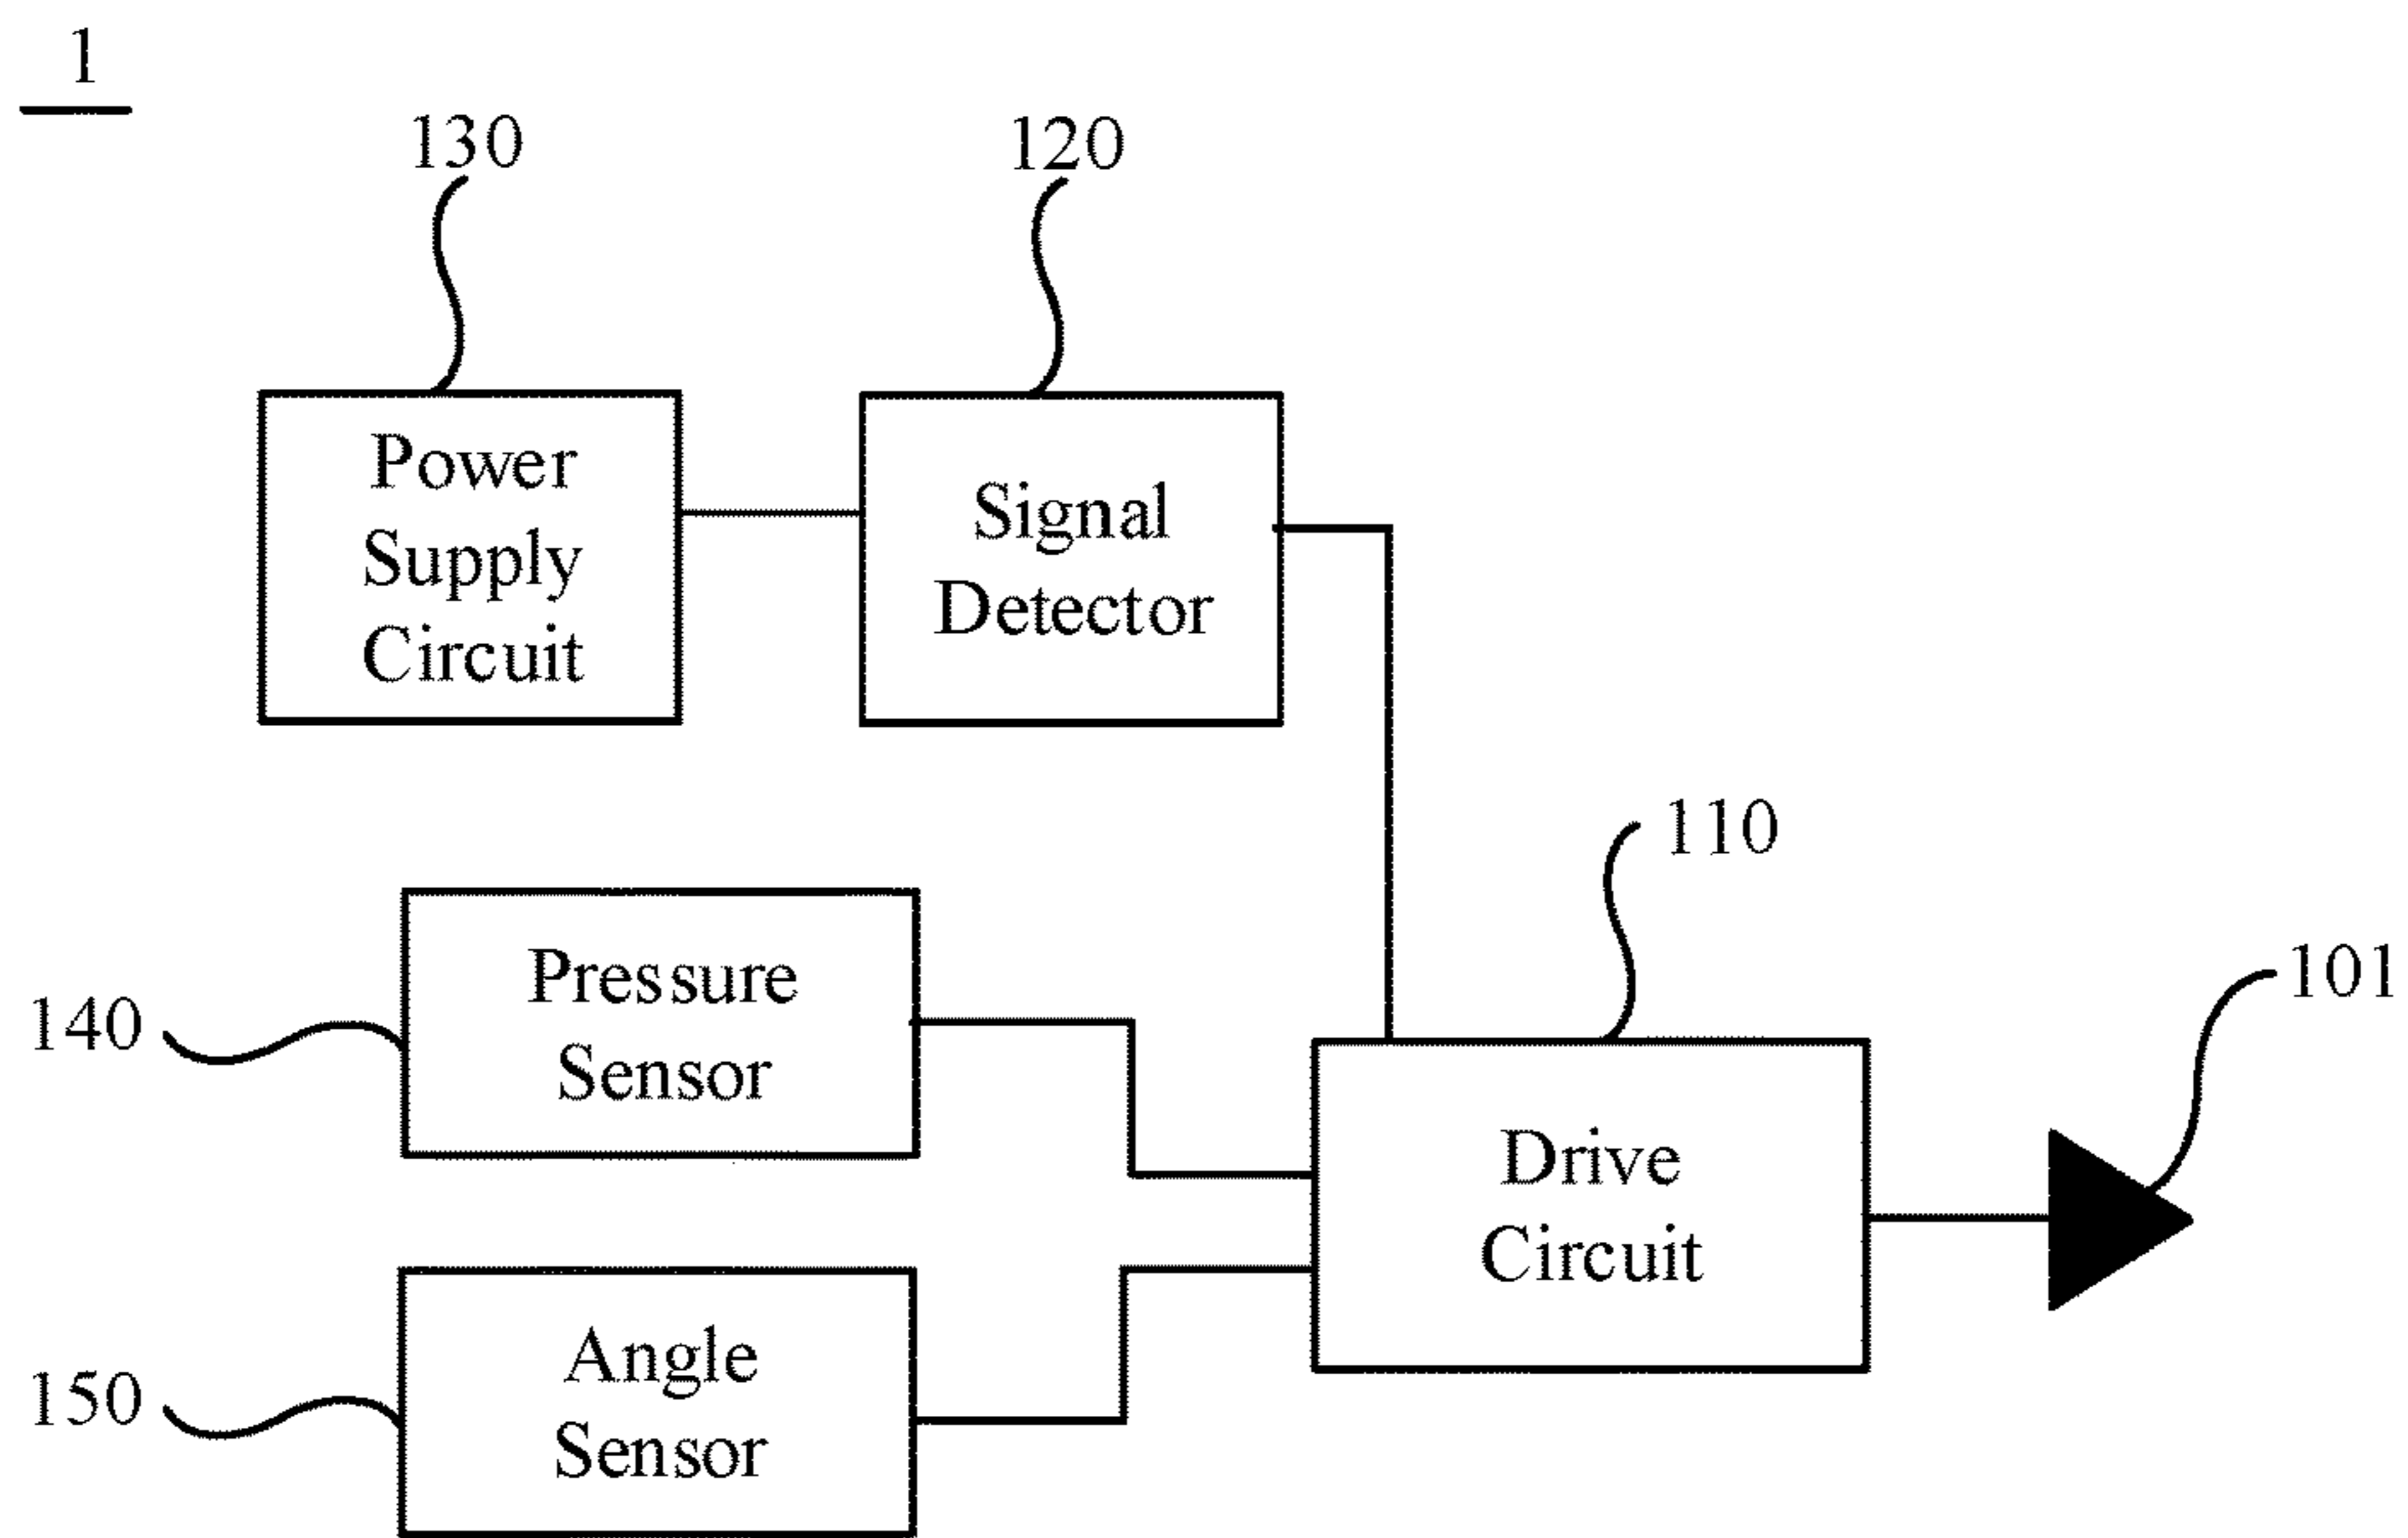 1
130
120
Power
Supply
Circuit
Signal
Detector
110
101
140
Pressure
Sensor
Drive
Circuit
150
Angle
Sensor